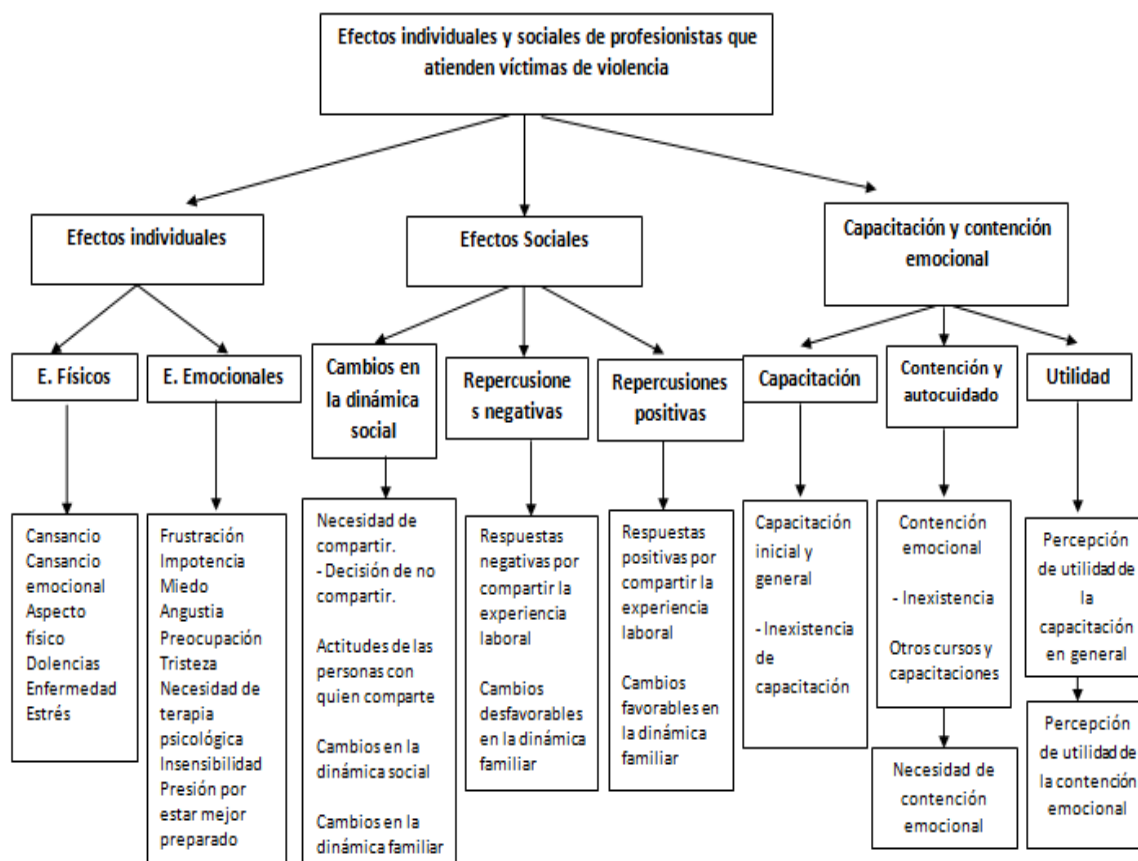 Efectos individuales y sociales de profesionistas que
atienden víctimas de violencia
Efectos individuales
Efectos Sociales
Capacitación y contención
emocional
E. Físicos
E. Emocionales
Cambios en
la dinámica
social
Repercusione
s negativas
Repercusiones
positivas
Capacitación
Contención y
autocuidado
Utilidad
Cansancio
Cansancio
emocional
Aspecto
físico
Dolencias
Enfermedad
Estrés
Frustración
Impotencia
Miedo
Angustia
Preocupación
Tristeza
Necesidad de
terapia
psicológica
Insensibilidad
Presión por
estar mejor
preparado
Necesidad de
compartir.
- Decisión de no
compartir.
Actitudes de las
personas con
quien comparte
Cambios en la
dinámica social
Cambios en la
dinámica familiar
Respuestas
negativas por
compartir la
experiencia
laboral
Cambios
desfavorables
en la dinámica
familiar
Respuestas
positivas por
compartir la
experiencia
laboral
Cambios
favorables en
la dinámica
familiar
Capacitación
inicial y
general
- Inexistencia
de
capacitación
Contención
emocional
- Inexistencia
Otros cursos y
capacitaciones
Necesidad de
contención
emocional
Percepción
de utilidad de
la
capacitación
en general
Percepción
de utilidad de
la contención
emocional